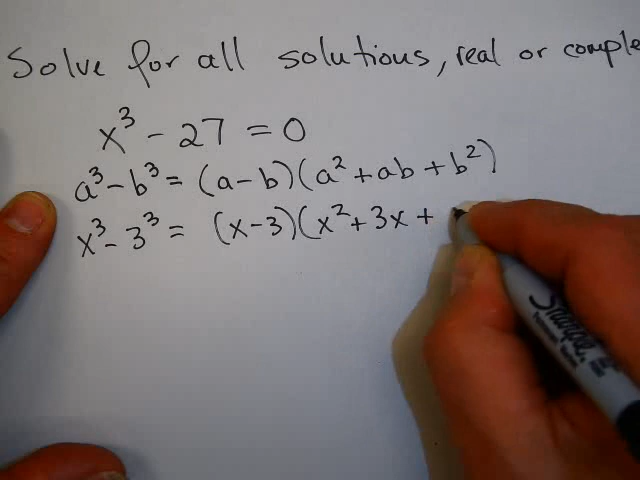 Solve for all solutions, real or comple
x³ - 27 = 0
a³ - b³ = (a - b)(a² + ab + b²)
x³ - 3³ = (x - 3)(x² + 3x +
Sharpie